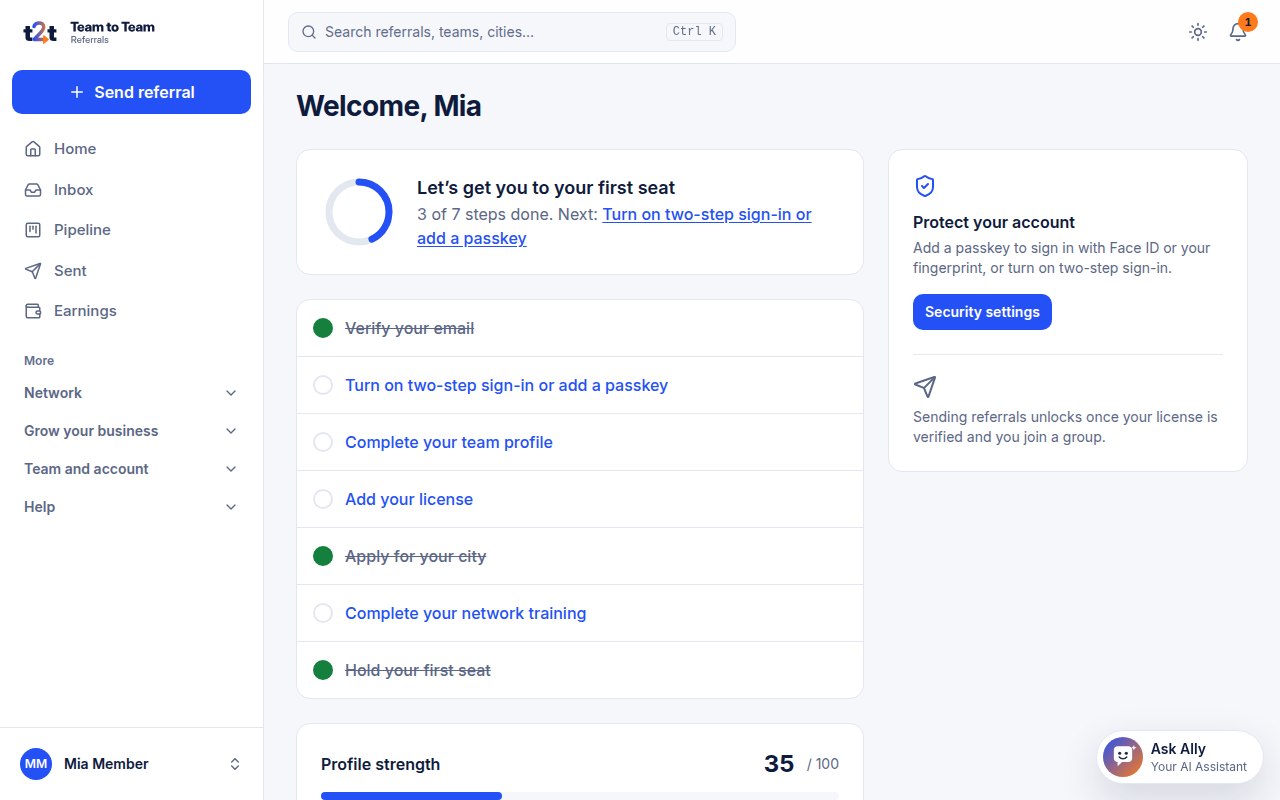 t2t Team to Team
Referrals
Send referral
Home
Inbox
Pipeline
Sent
Earnings
More
Network
Grow your business
Team and account
Help
MM Mia Member
Search referrals, teams, cities... Ctrl K
1
Welcome, Mia
Let’s get you to your first seat
3 of 7 steps done. Next: Turn on two-step sign-in or
add a passkey
Verify your email
Turn on two-step sign-in or add a passkey
Complete your team profile
Add your license
Apply for your city
Complete your network training
Hold your first seat
Profile strength 35 / 100
Protect your account
Add a passkey to sign in with Face ID or your
fingerprint, or turn on two-step sign-in.
Security settings
Sending referrals unlocks once your license is
verified and you join a group.
Ask Ally
Your AI Assistant